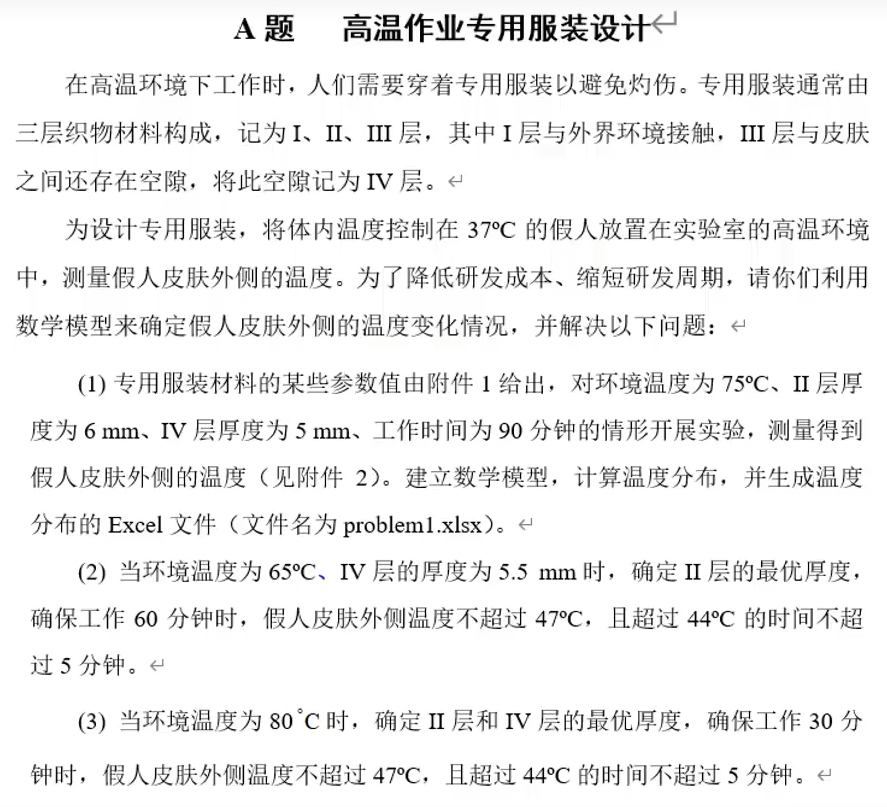 A 题 高温作业专用服装设计↵
在高温环境下工作时，人们需要穿着专用服装以避免灼伤。专用服装通常由
三层织物材料构成，记为 I、II、III 层，其中 I 层与外界环境接触，III 层与皮肤
之间还存在空隙，将此空隙记为 IV 层。↵
为设计专用服装，将体内温度控制在 37ºC 的假人放置在实验室的高温环境
中，测量假人皮肤外侧的温度。为了降低研发成本、缩短研发周期，请你们利用
数学模型来确定假人皮肤外侧的温度变化情况，并解决以下问题：↵
(1) 专用服装材料的某些参数值由附件 1 给出，对环境温度为 75ºC、II 层厚
度为 6 mm、IV 层厚度为 5 mm、工作时间为 90 分钟的情形开展实验，测量得到
假人皮肤外侧的温度（见附件 2）。建立数学模型，计算温度分布，并生成温度
分布的 Excel 文件（文件名为 problem1.xlsx）。↵
(2) 当环境温度为 65ºC、IV 层的厚度为 5.5 mm 时，确定 II 层的最优厚度，
确保工作 60 分钟时，假人皮肤外侧温度不超过 47ºC，且超过 44ºC 的时间不超
过 5 分钟。↵
(3) 当环境温度为 80°C 时，确定 II 层和 IV 层的最优厚度，确保工作 30 分
钟时，假人皮肤外侧温度不超过 47ºC，且超过 44ºC 的时间不超过 5 分钟。↵